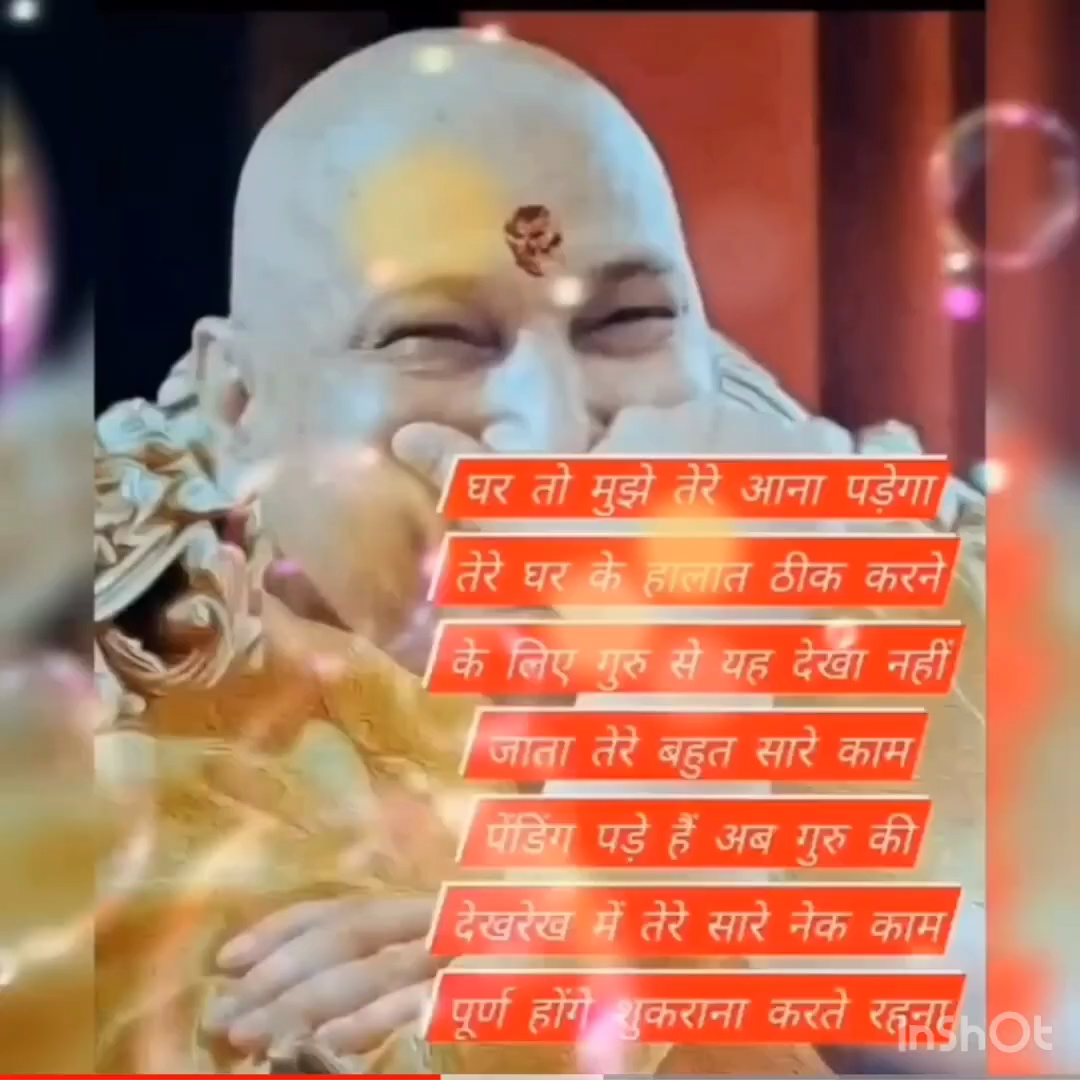 घर तो मुझे तेरे आना पड़ेगा
तेरे घर के हालात ठीक करने
के लिए गुरु से यह देखा नहीं
जाता तेरे बहुत सारे काम
पेंडिंग पड़े हैं अब गुरु की
देखरेख में तेरे सारे नेक काम
पूर्ण होंगे शुकराना करते रहना
InShOt